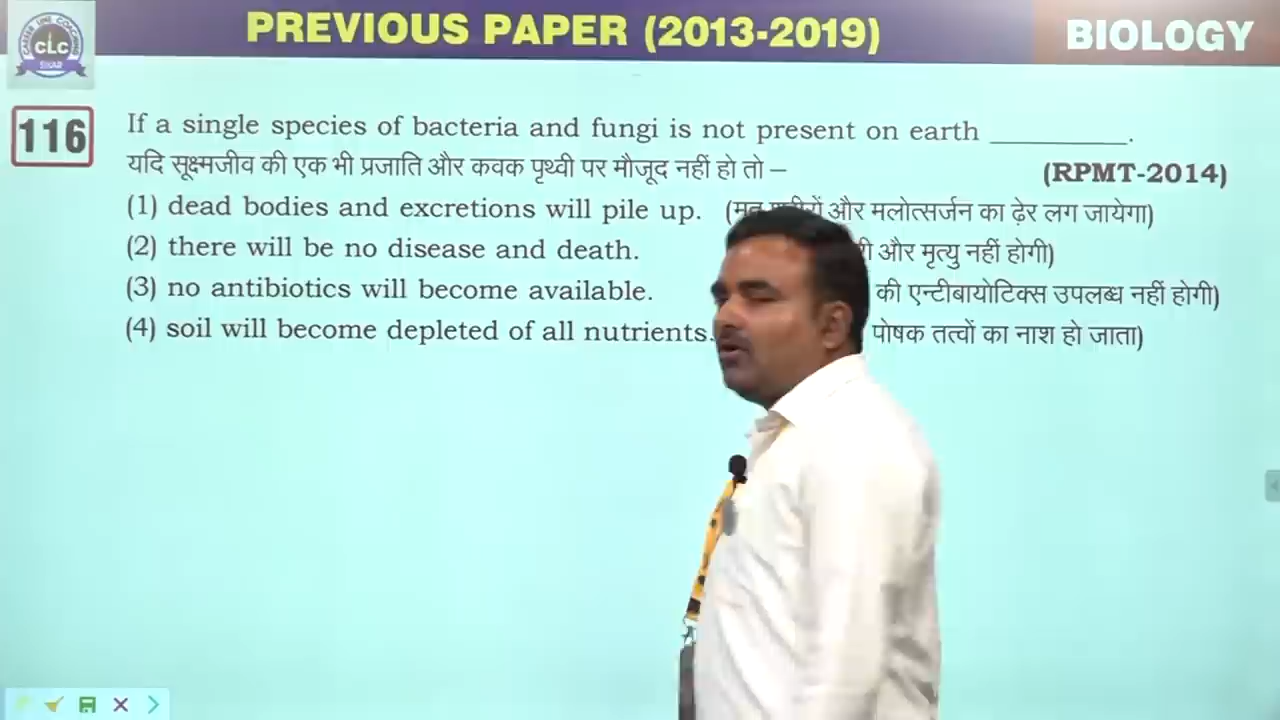 PREVIOUS PAPER (2013-2019)
BIOLOGY
CLC
SIKAR
116
If a single species of bacteria and fungi is not present on earth __________.
यदि सूक्ष्मजीव की एक भी प्रजाति और कवक पृथ्वी पर मौजूद नहीं हो तो –
(RPMT-2014)
(1) dead bodies and excretions will pile up. और मलोत्सर्जन का ढ़ेर लग जायेगा)
(2) there will be no disease and death. और मृत्यु नहीं होगी)
(3) no antibiotics will become available. की एन्टीबायोटिक्स उपलब्ध नहीं होगी)
(4) soil will become depleted of all nutrients. पोषक तत्वों का नाश हो जाता)